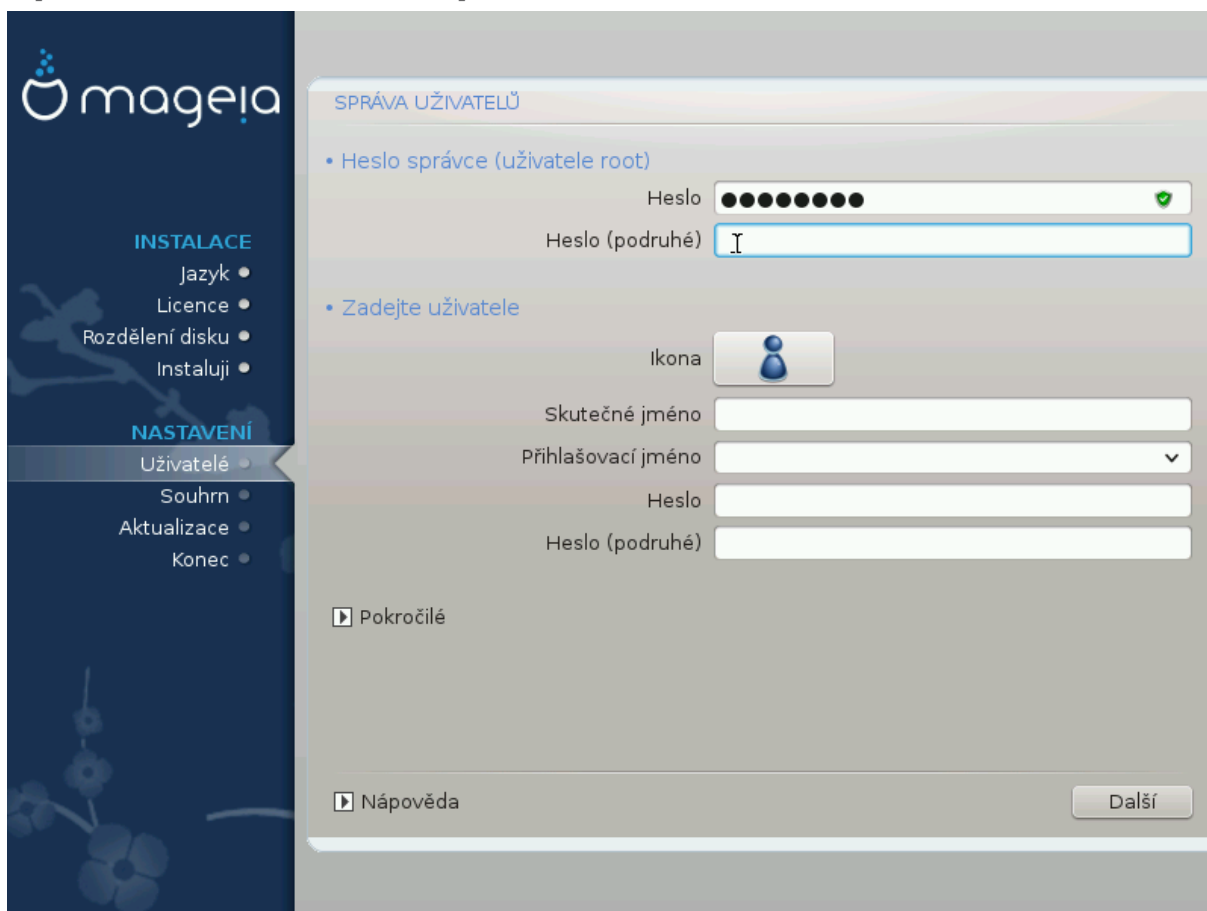 mageia
INSTALACE
Jazyk
Licence
Rozdělení disku
Instaluji
NASTAVENÍ
Uživatelé
Souhrn
Aktualizace
Konec
SPRÁVA UŽIVATELŮ
• Heslo správce (uživatele root)
Heslo ●●●●●●●●
Heslo (podruhé)
• Zadejte uživatele
Ikona
Skutečné jméno
Přihlašovací jméno
Heslo
Heslo (podruhé)
Pokročilé
Nápověda
Další